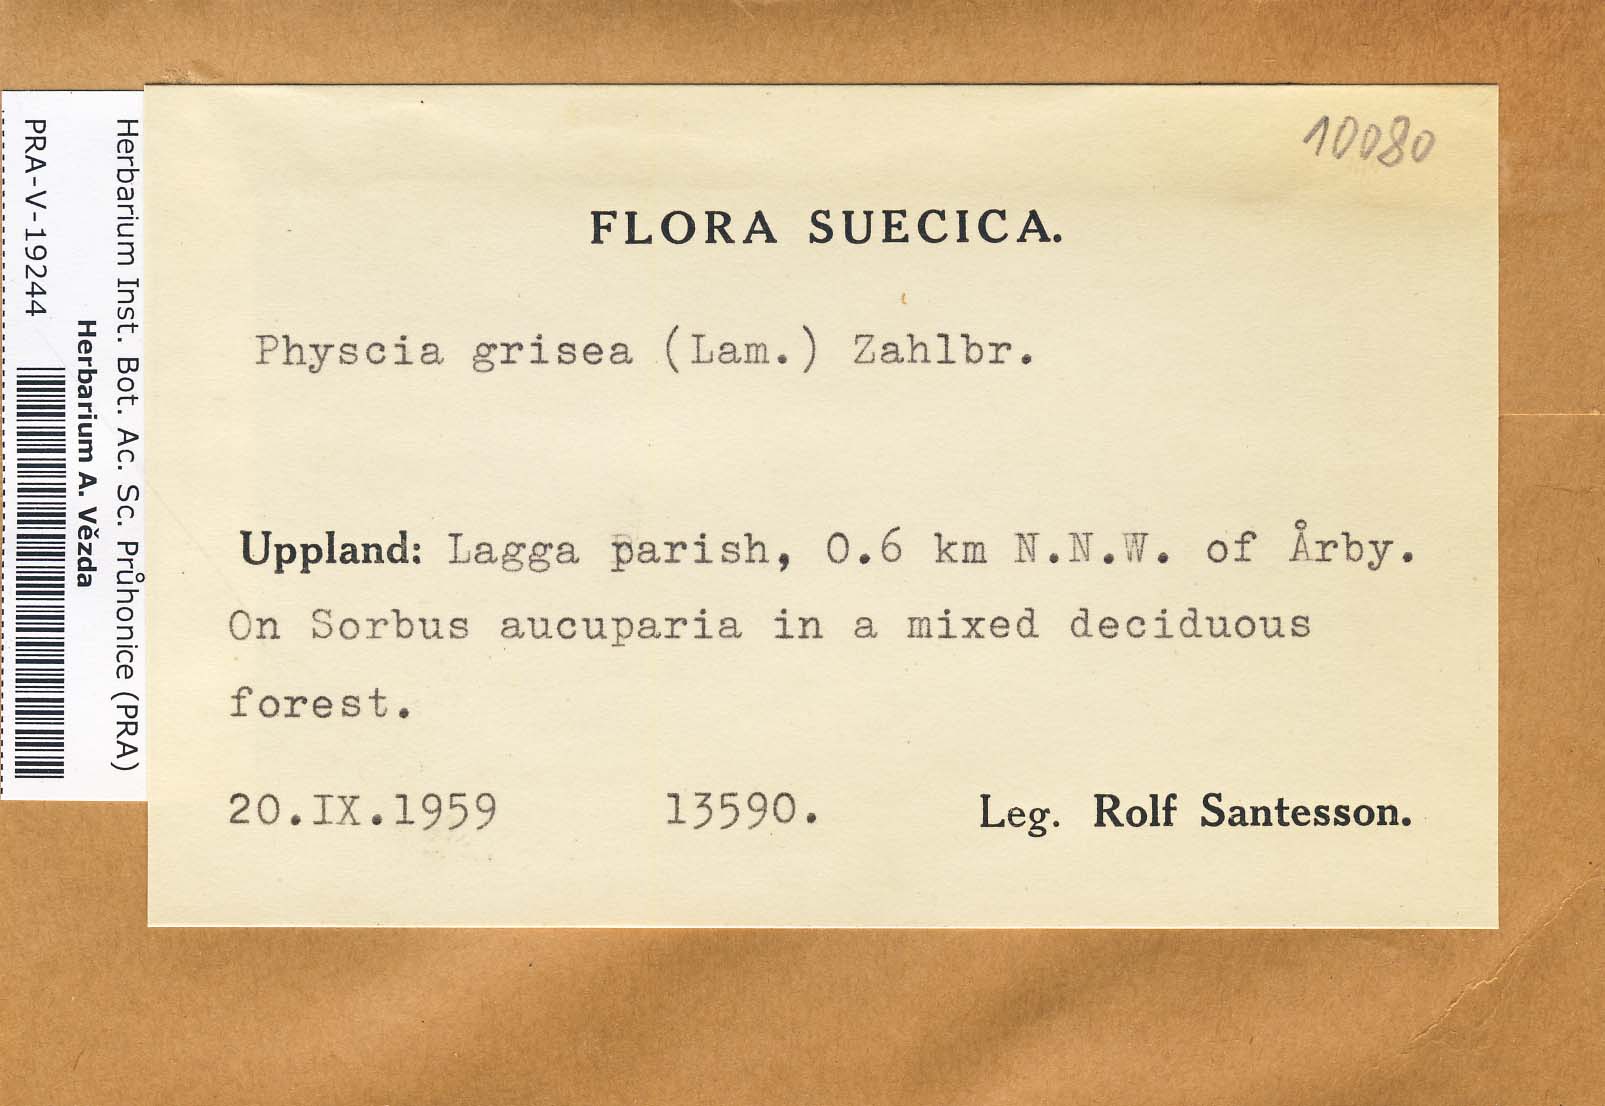 Herbarium Inst. Bot. Ac. Sc. Průhonice (PRA)
Herbarium A. Vězda
PRA-V-19244
10080
FLORA SUECICA.
Physcia grisea (Lam.) Zahlbr.
Uppland: Lagga parish, 0.6 km N.N.W. of Årby.
On Sorbus aucuparia in a mixed deciduous
forest.
20.IX.1959 13590. Leg. Rolf Santesson.